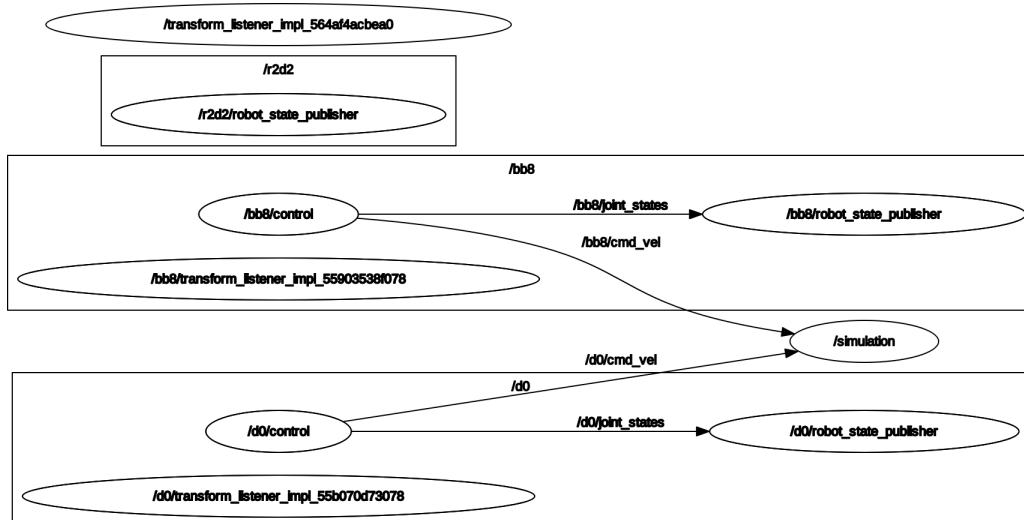 /transform_listener_impl_564af4acbea0
/r2d2
/r2d2/robot_state_publisher
/bb8
/bb8/control
/bb8/joint_states
/bb8/robot_state_publisher
/bb8/cmd_vel
/bb8/transform_listener_impl_55903538f078
/simulation
/d0/cmd_vel
/d0
/d0/control
/d0/joint_states
/d0/robot_state_publisher
/d0/transform_listener_impl_55b070d73078